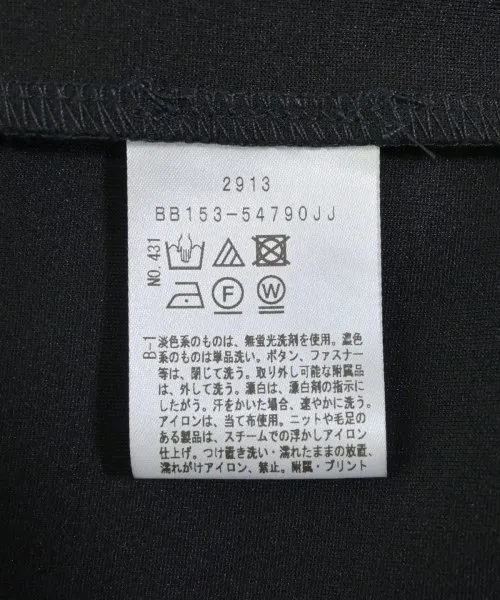 2913
BB153-54790JJ
NO.431
F
W
B-1
淡色系のものは、無蛍光洗剤を使用。濃色
系のものは単品洗い。ボタン、ファスナー
等は、閉じて洗う。取り外し可能な附属品
は、外して洗う。漂白は、漂白剤の指示に
したがう。汗をかいた場合、速やかに洗う。
アイロンは、当て布使用。ニットや毛足の
ある製品は、スチームでの浮かしアイロン
仕上げ。つけ置き洗い・濡れたままの放置、
濡れがけアイロン、禁止。附属・プリント